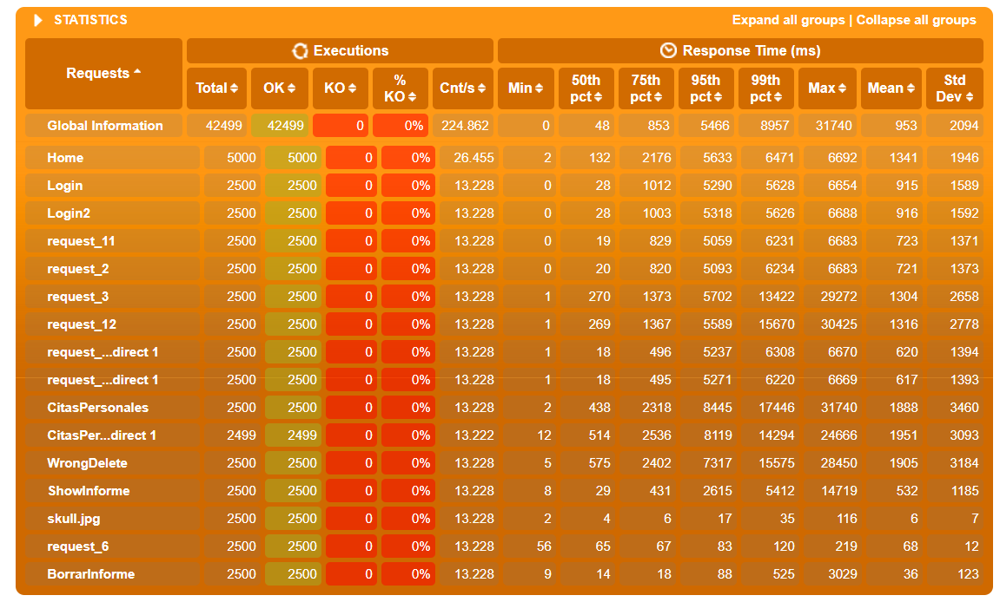 STATISTICS Expand all groups | Collapse all groups
Requests Executions Response Time (ms)
Total OK KO % KO Cnt/s Min 50th pct 75th pct 95th pct 99th pct Max Mean Std Dev
Global Information 42499 42499 0 0% 224.862 0 48 853 5466 8957 31740 953 2094
Home 5000 5000 0 0% 26.455 2 132 2176 5633 6471 6692 1341 1946
Login 2500 2500 0 0% 13.228 0 28 1012 5290 5628 6654 915 1589
Login2 2500 2500 0 0% 13.228 0 28 1003 5318 5626 6688 916 1592
request_11 2500 2500 0 0% 13.228 0 19 829 5059 6231 6683 723 1371
request_2 2500 2500 0 0% 13.228 0 20 820 5093 6234 6683 721 1373
request_3 2500 2500 0 0% 13.228 1 270 1373 5702 13422 29272 1304 2658
request_12 2500 2500 0 0% 13.228 1 269 1367 5589 15670 30425 1316 2778
request_...direct 1 2500 2500 0 0% 13.228 1 18 496 5237 6308 6670 620 1394
request_...direct 1 2500 2500 0 0% 13.228 1 18 495 5271 6220 6669 617 1393
CitasPersonales 2500 2500 0 0% 13.228 2 438 2318 8445 17446 31740 1888 3460
CitasPer...direct 1 2499 2499 0 0% 13.222 12 514 2536 8119 14294 24666 1951 3093
WrongDelete 2500 2500 0 0% 13.228 5 575 2402 7317 15575 28450 1905 3184
ShowInforme 2500 2500 0 0% 13.228 8 29 431 2615 5412 14719 532 1185
skull.jpg 2500 2500 0 0% 13.228 2 4 6 17 35 116 6 7
request_6 2500 2500 0 0% 13.228 56 65 67 83 120 219 68 12
BorrarInforme 2500 2500 0 0% 13.228 9 14 18 88 525 3029 36 123